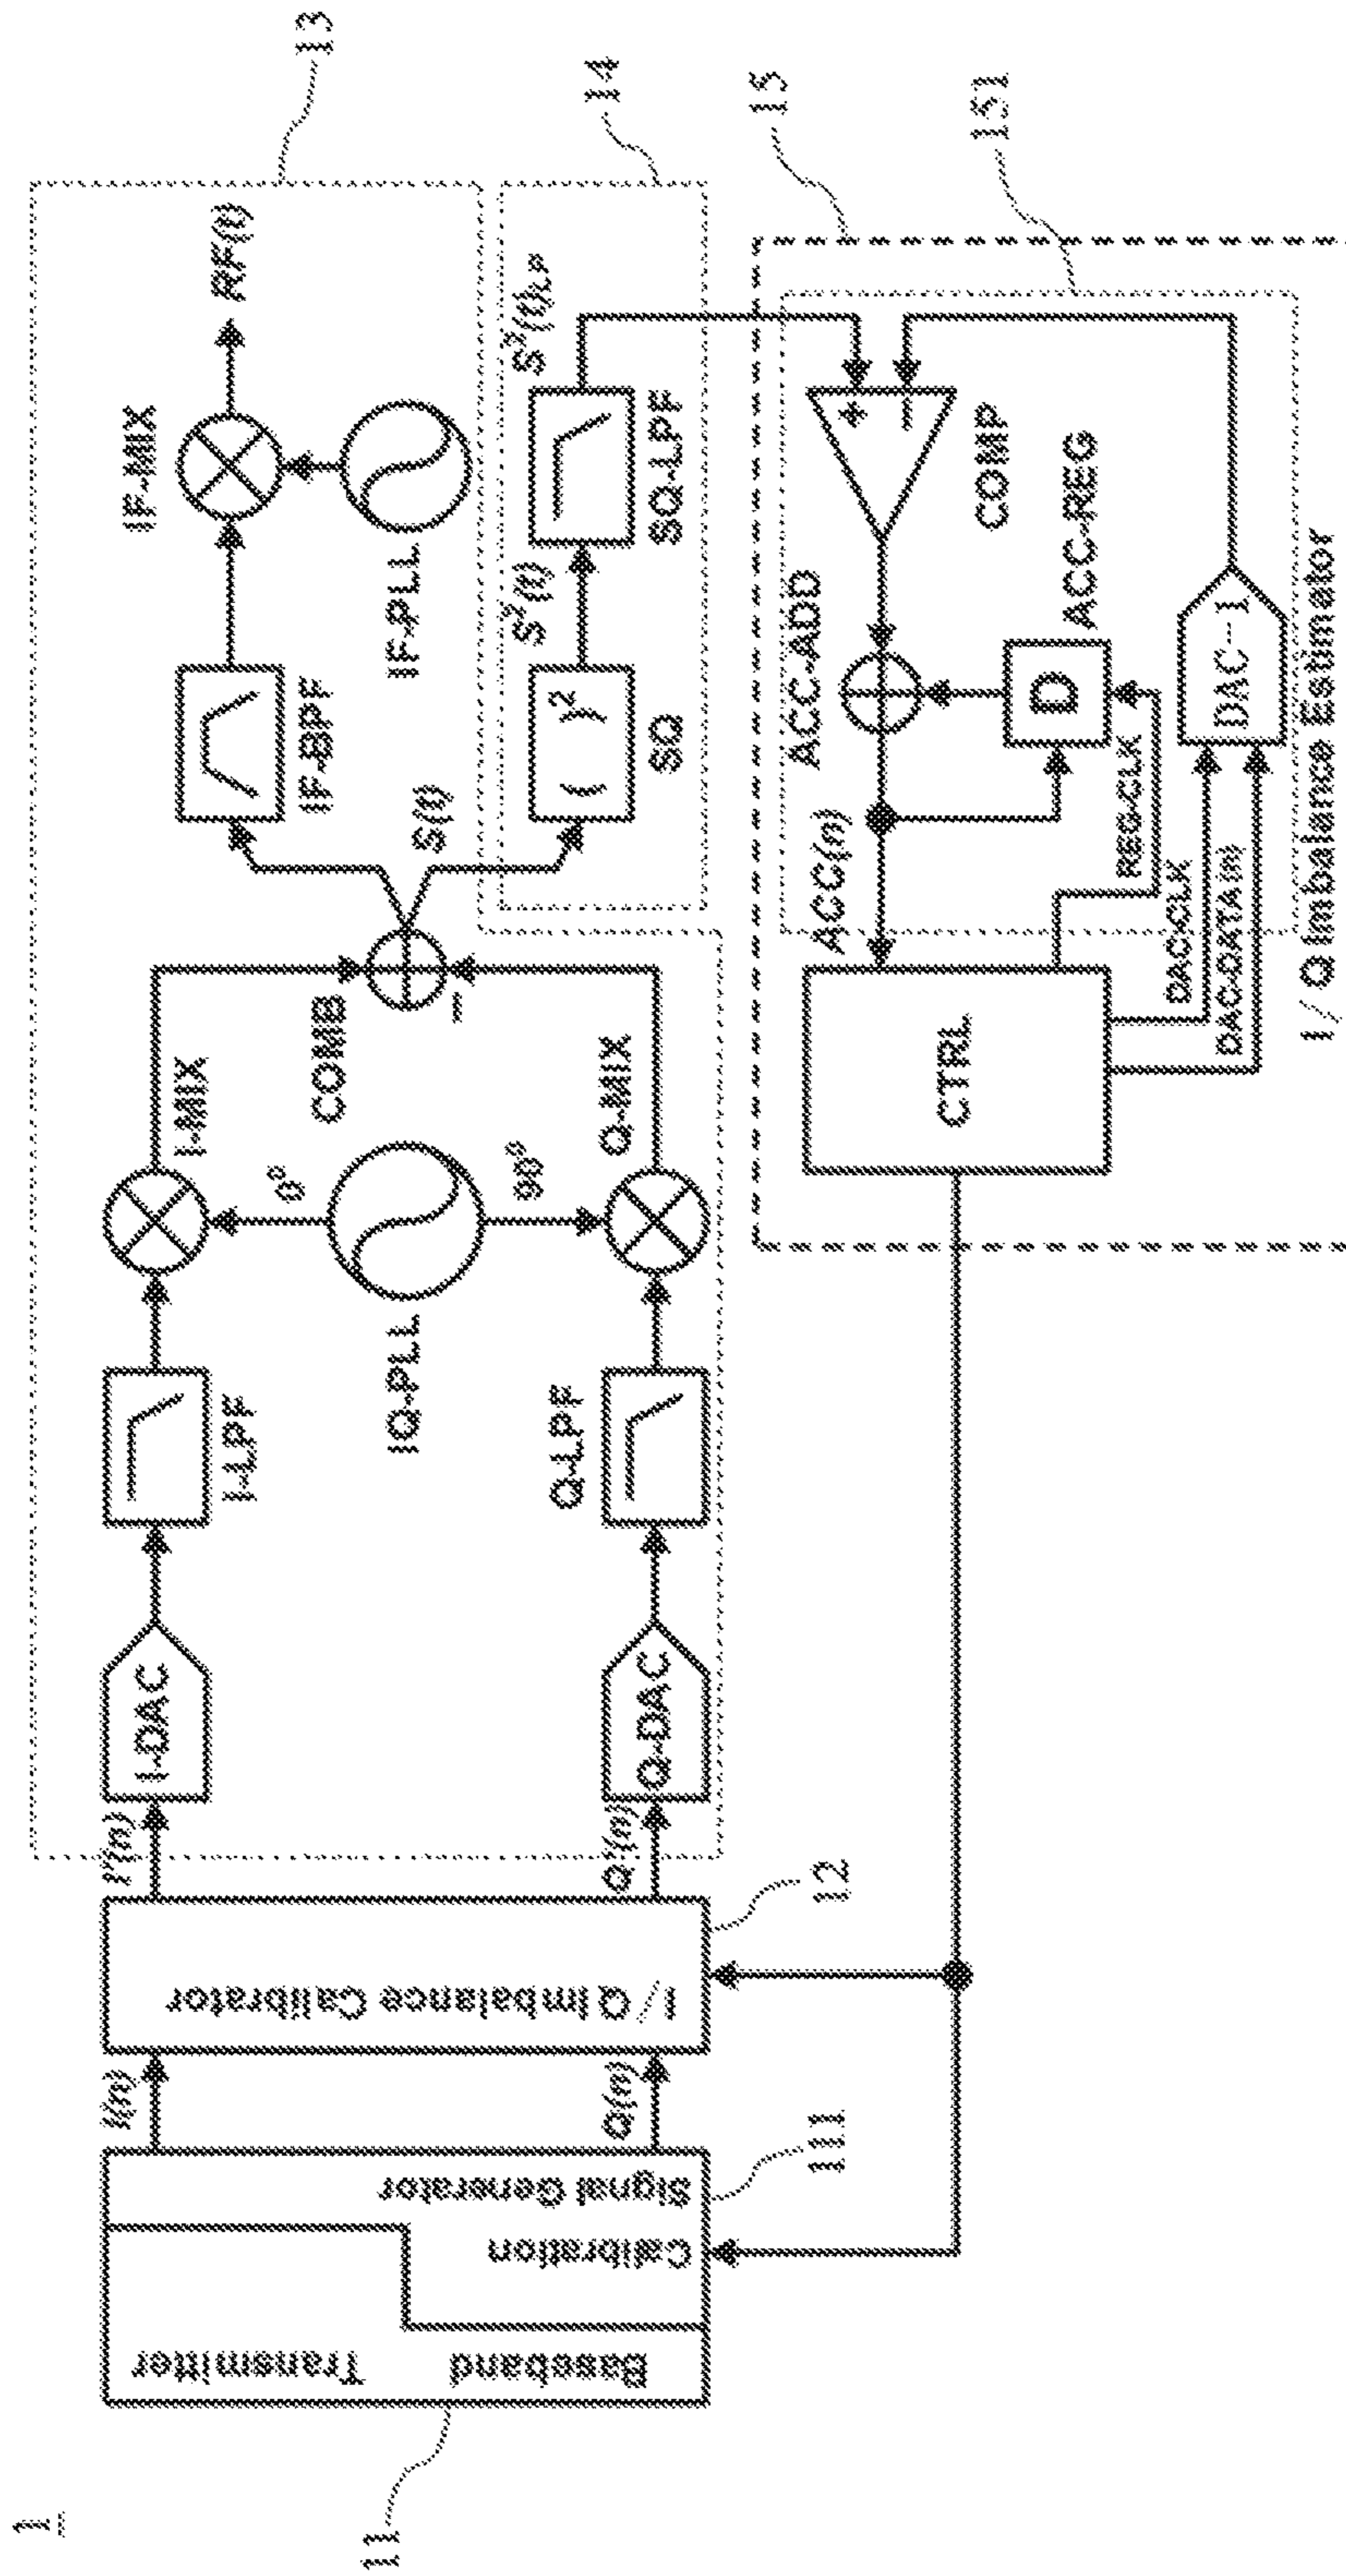 1
11
Baseband
Transmitter
Calibration
Signal Generator
111
I(n)
Q(n)
I/Q Imbalance Calibrator
12
I'(n)
Q'(n)
I-DAC
Q-DAC
I-LPF
Q-LPF
IQ-PLL
0°
90°
I-MIX
Q-MIX
COMB
−
S(t)
IF-BPF
IF-PLL
IF-MIX
RF(t)
13
( )²
SQ
S²(t)
SQ-LPF
S²(t)LP
14
15
151
+
−
COMP
ACC-ADD
D
ACC-REG
ACC(n)
REG-CLK
DAC-CLK
DAC-DATA(n)
DAC-1
CTRL
I/Q Imbalance Estimator